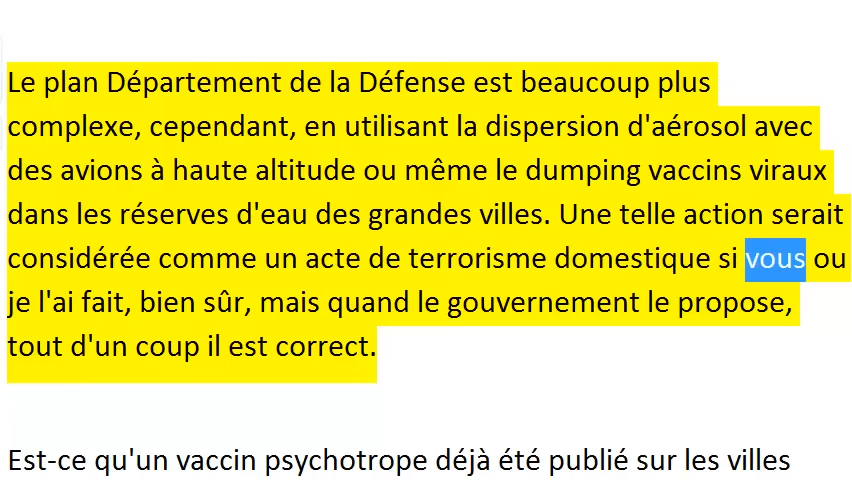 Le plan Département de la Défense est beaucoup plus
complexe, cependant, en utilisant la dispersion d'aérosol avec
des avions à haute altitude ou même le dumping vaccins viraux
dans les réserves d'eau des grandes villes. Une telle action serait
considérée comme un acte de terrorisme domestique si vous ou
je l'ai fait, bien sûr, mais quand le gouvernement le propose,
tout d'un coup il est correct.
Est-ce qu'un vaccin psychotrope déjà été publié sur les villes